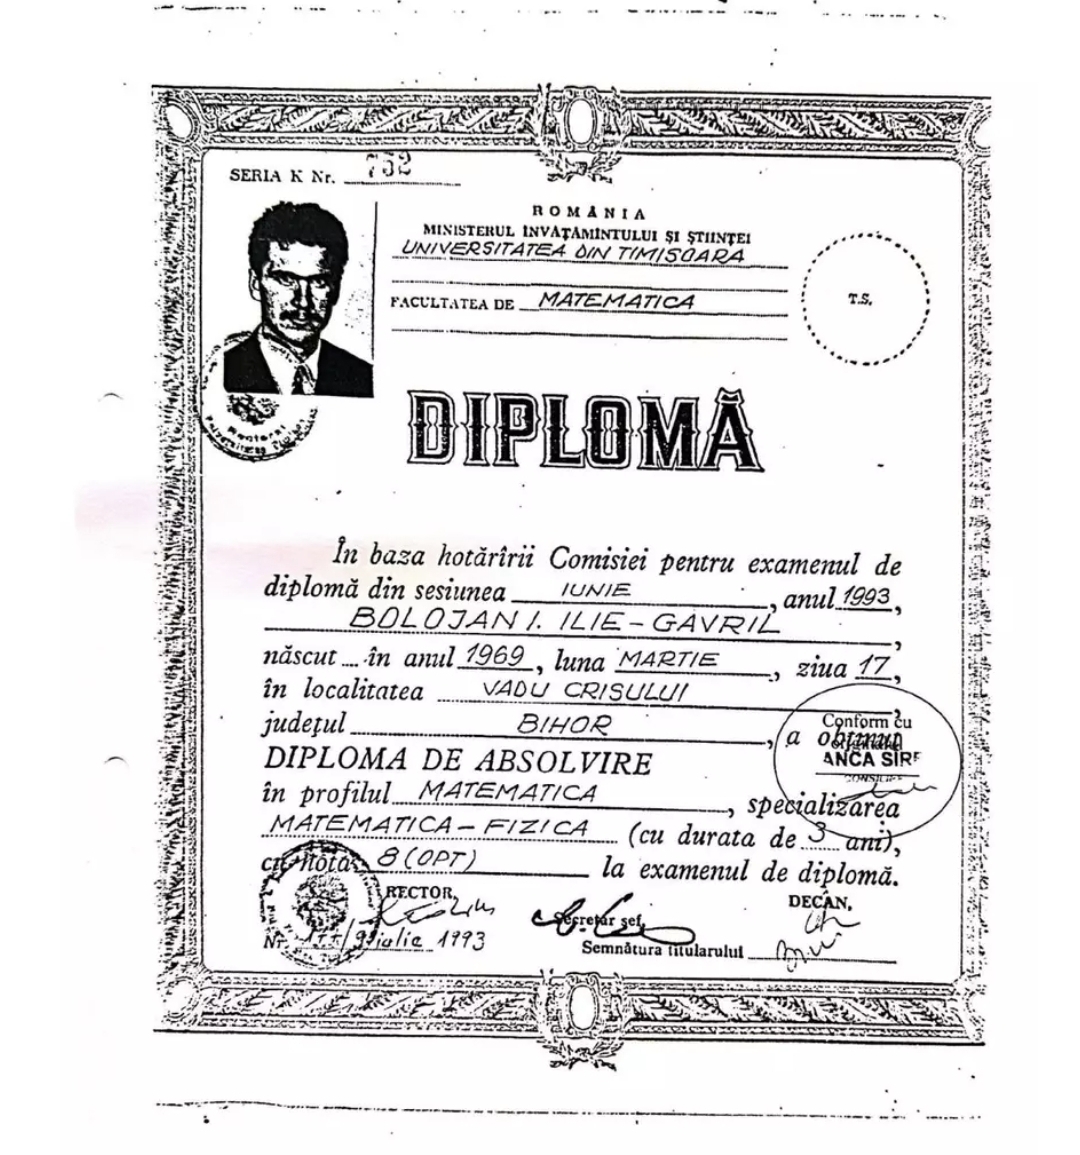 SERIA K Nr. 752
ROMÂNIA
MINISTERUL ÎNVĂȚĂMÎNTULUI ȘI ȘTIINȚEI
UNIVERSITATEA DIN TIMISOARA
FACULTATEA DE MATEMATICA
T.S.
DIPLOMĂ
În baza hotărîrii Comisiei pentru examenul de
diplomă din sesiunea IUNIE, anul 1993,
BOLOJAN I. ILIE-GAVRIL,
născut în anul 1969, luna MARTIE, ziua 17,
în localitatea VADU CRISULUI,
județul BIHOR, a obținut
Conform cu
originalul
ANCA SÎR
DIPLOMA DE ABSOLVIRE
în profilul MATEMATICA, specializarea
MATEMATICA-FIZICA (cu durata de 3 ani),
cu nota 8 (OPT) la examenul de diplomă.
RECTOR, Secretar șef, DECAN,
Nr. iulie 1993
Semnătura titularului